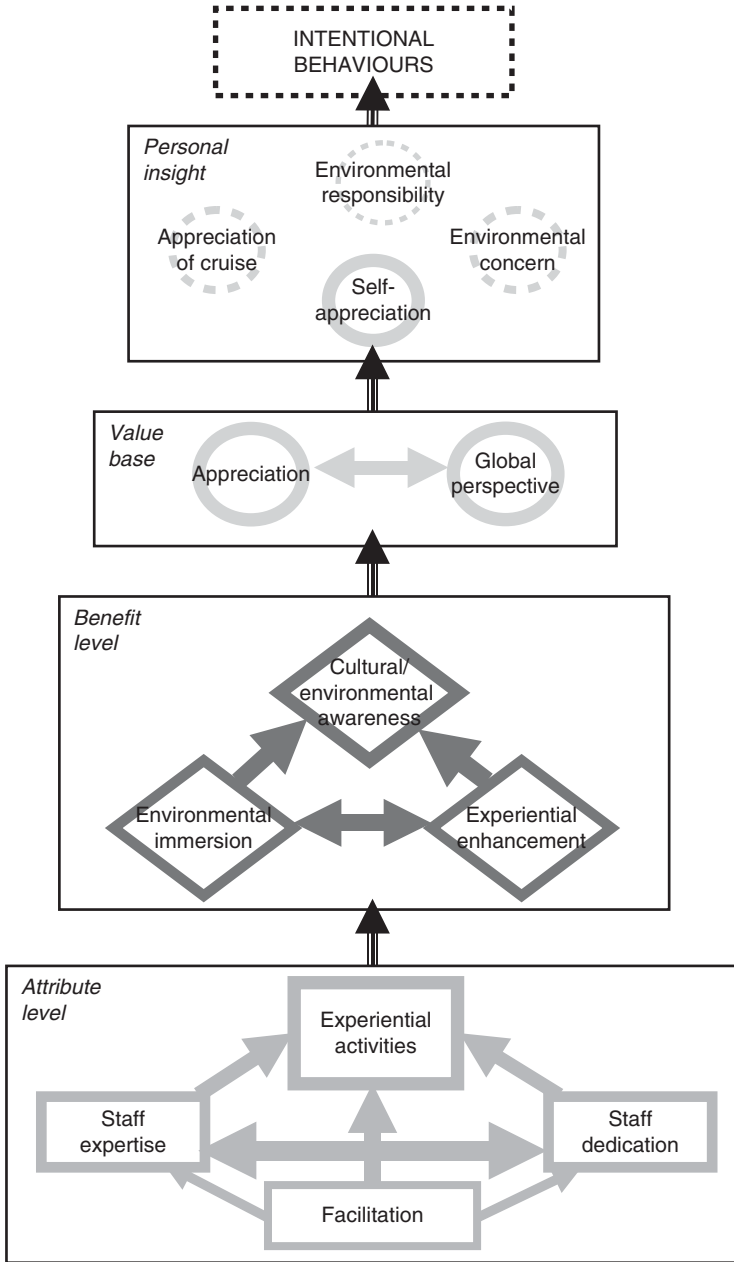 INTENTIONAL
BEHAVIOURS
Personal
insight
Environmental
responsibility
Appreciation
of cruise
Environmental
concern
Self-
appreciation
Value
base
Appreciation
Global
perspective
Benefit
level
Cultural/
environmental
awareness
Environmental
immersion
Experiential
enhancement
Attribute
level
Experiential
activities
Staff
expertise
Staff
dedication
Facilitation